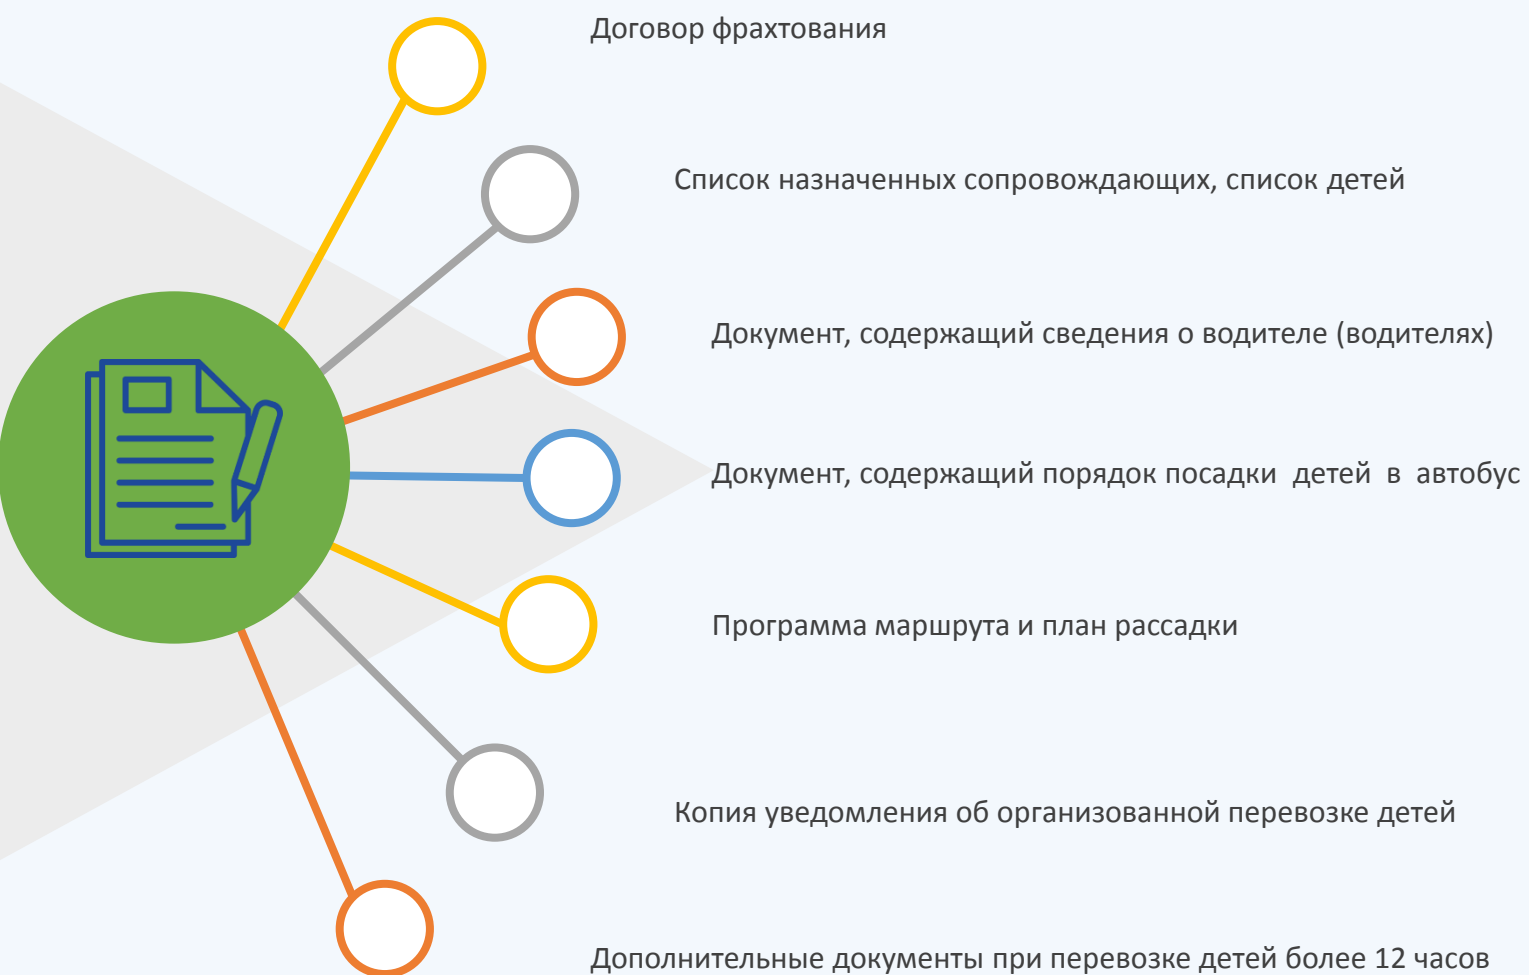 Договор фрахтования
Список назначенных сопровождающих, список детей
Документ, содержащий сведения о водителе (водителях)
Документ, содержащий порядок посадки детей в автобус
Программа маршрута и план рассадки
Копия уведомления об организованной перевозке детей
Дополнительные документы при перевозке детей более 12 часов